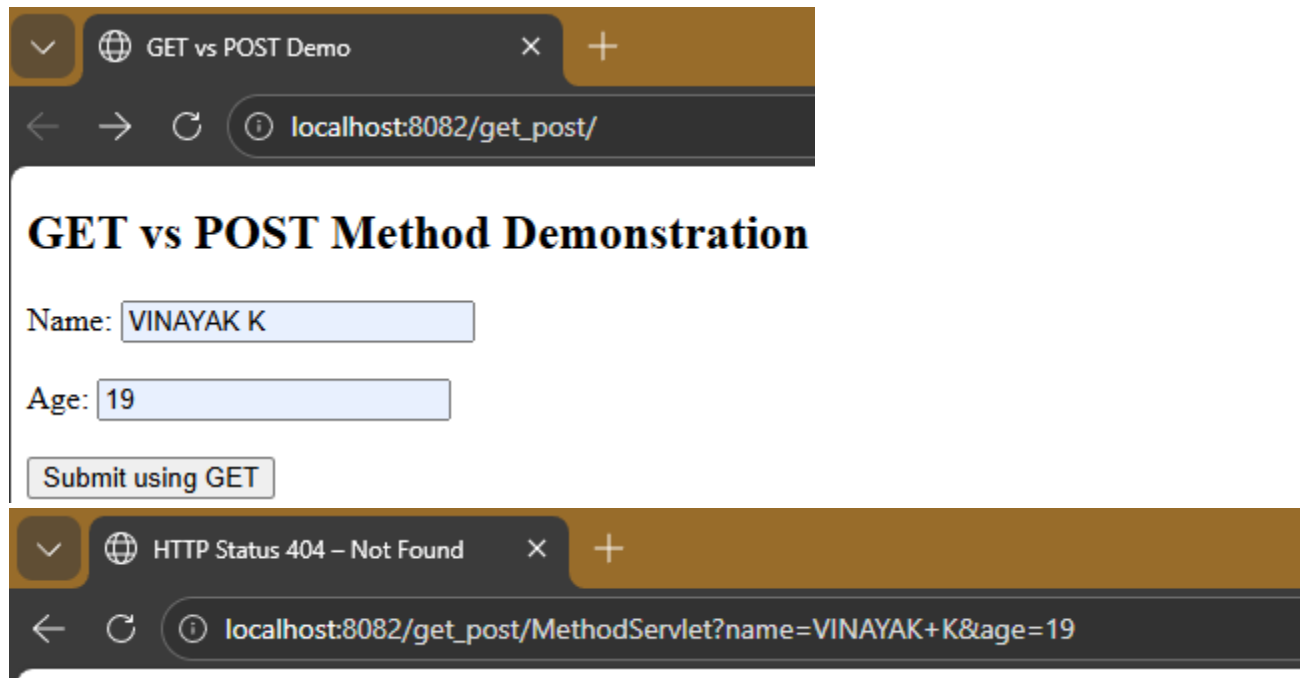 GET vs POST Demo
localhost:8082/get_post/
GET vs POST Method Demonstration
Name: VINAYAK K
Age: 19
Submit using GET
HTTP Status 404 – Not Found
localhost:8082/get_post/MethodServlet?name=VINAYAK+K&age=19